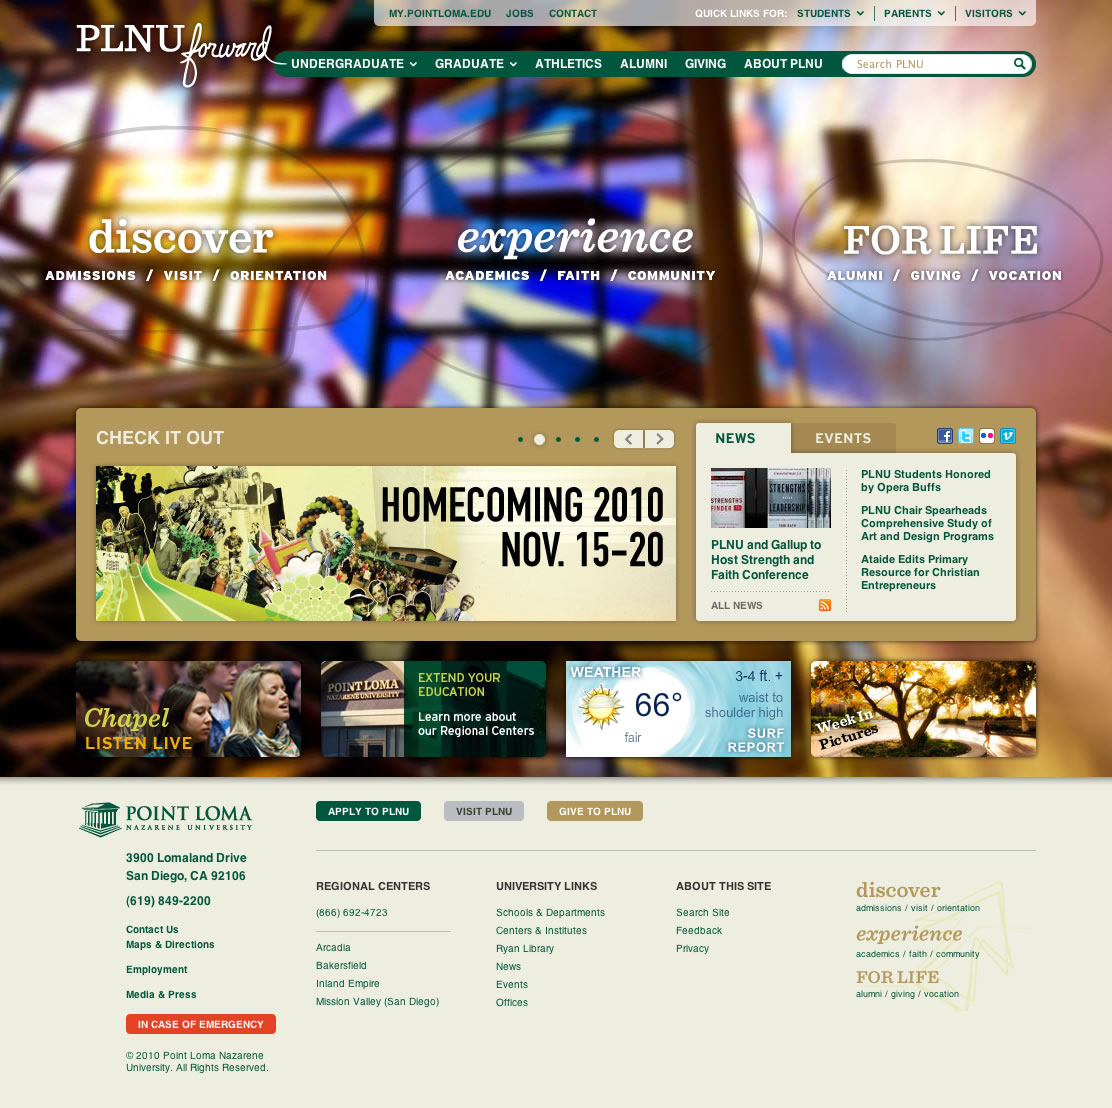 MY.POINTLOMA.EDU JOBS CONTACT QUICK LINKS FOR: STUDENTS PARENTS VISITORS
PLNU forward
UNDERGRADUATE GRADUATE ATHLETICS ALUMNI GIVING ABOUT PLNU Search PLNU
discover
ADMISSIONS / VISIT / ORIENTATION
experience
ACADEMICS / FAITH / COMMUNITY
FOR LIFE
ALUMNI / GIVING / VOCATION
CHECK IT OUT
HOMECOMING 2010
NOV. 15–20
NEWS EVENTS
STRENGTHS
FINDER
STRENGTHS
LEADERSHIP
PLNU and Gallup to
Host Strength and
Faith Conference
ALL NEWS
PLNU Students Honored
by Opera Buffs
PLNU Chair Spearheads
Comprehensive Study of
Art and Design Programs
Ataide Edits Primary
Resource for Christian
Entrepreneurs
Chapel
LISTEN LIVE
POINT LOMA
NAZARENE UNIVERSITY
EXTEND YOUR
EDUCATION
Learn more about
our Regional Centers
WEATHER
66°
fair
3-4 ft. +
waist to
shoulder high
SURF
REPORT
Week In
Pictures
POINT LOMA
NAZARENE UNIVERSITY
3900 Lomaland Drive
San Diego, CA 92106
(619) 849-2200
Contact Us
Maps & Directions
Employment
Media & Press
IN CASE OF EMERGENCY
© 2010 Point Loma Nazarene
University. All Rights Reserved.
APPLY TO PLNU VISIT PLNU GIVE TO PLNU
REGIONAL CENTERS
(866) 692-4723
Arcadia
Bakersfield
Inland Empire
Mission Valley (San Diego)
UNIVERSITY LINKS
Schools & Departments
Centers & Institutes
Ryan Library
News
Events
Offices
ABOUT THIS SITE
Search Site
Feedback
Privacy
discover
admissions / visit / orientation
experience
academics / faith / community
FOR LIFE
alumni / giving / vocation